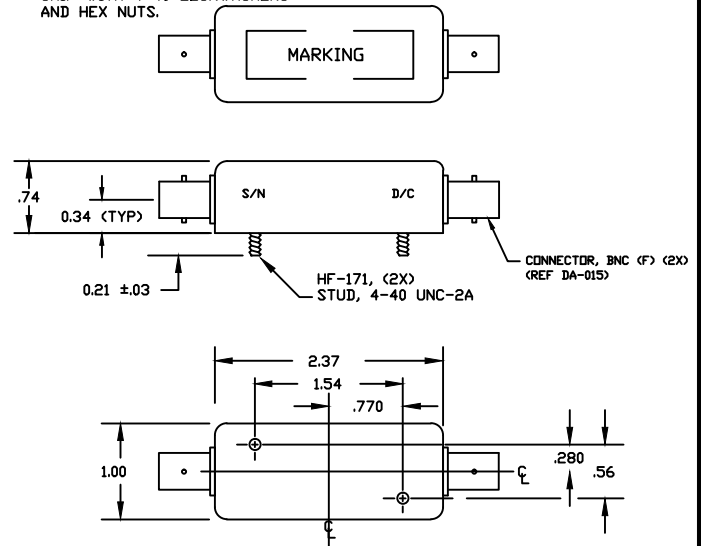 AND HEX NUTS.
MARKING
S/N
D/C
.74
0.34 (TYP)
0.21 ±.03
HF-171, (2X)
STUD, 4-40 UNC-2A
CONNECTOR, BNC (F) (2X)
(REF DA-015)
2.37
1.54
.770
1.00
.280
.56